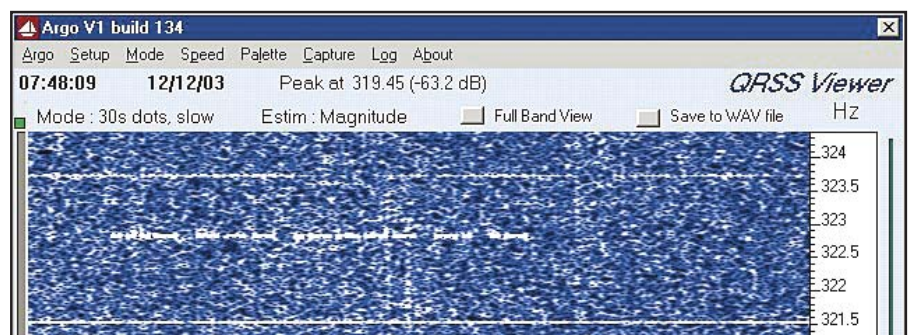 Argo V1 build 134
Argo Setup Mode Speed Palette Capture Log About
07:48:09 12/12/03 Peak at 319.45 (-63.2 dB) QRSS Viewer
Mode : 30s dots, slow Estim : Magnitude Full Band View Save to WAV file Hz
324
323.5
323
322.5
322
321.5